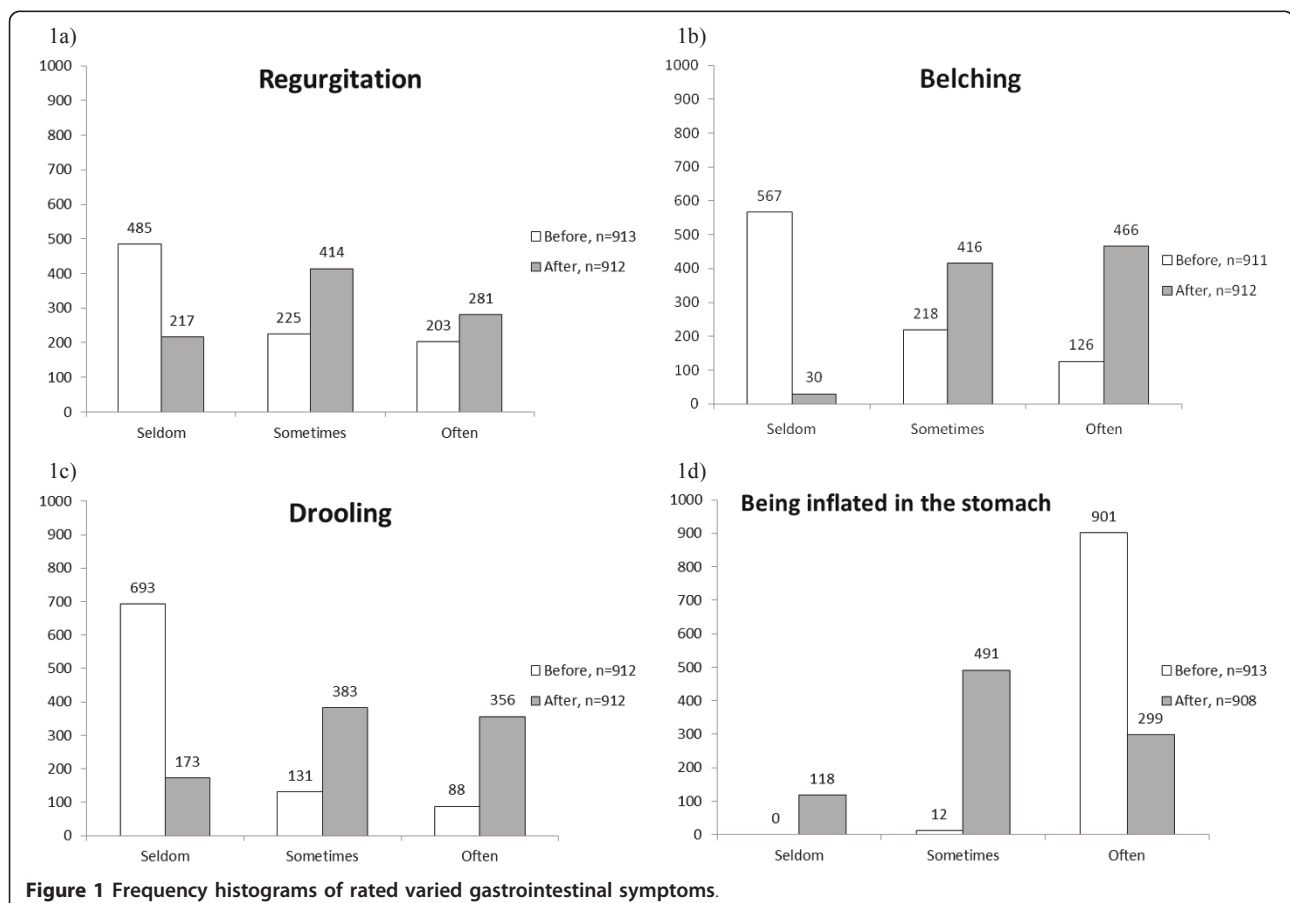 1a)
Regurgitation
1000
900
800
700
600
500
400
300
200
100
0
485
217
225
414
203
281
Seldom
Sometimes
Often
Before, n=913
After, n=912
1b)
Belching
1000
900
800
700
600
500
400
300
200
100
0
567
30
218
416
126
466
Seldom
Sometimes
Often
Before, n=911
After, n=912
1c)
Drooling
1000
900
800
700
600
500
400
300
200
100
0
693
173
131
383
88
356
Seldom
Sometimes
Often
Before, n=912
After, n=912
1d)
Being inflated in the stomach
1000
900
800
700
600
500
400
300
200
100
0
0
118
12
491
901
299
Seldom
Sometimes
Often
Before, n=913
After, n=908
Figure 1 Frequency histograms of rated varied gastrointestinal symptoms.